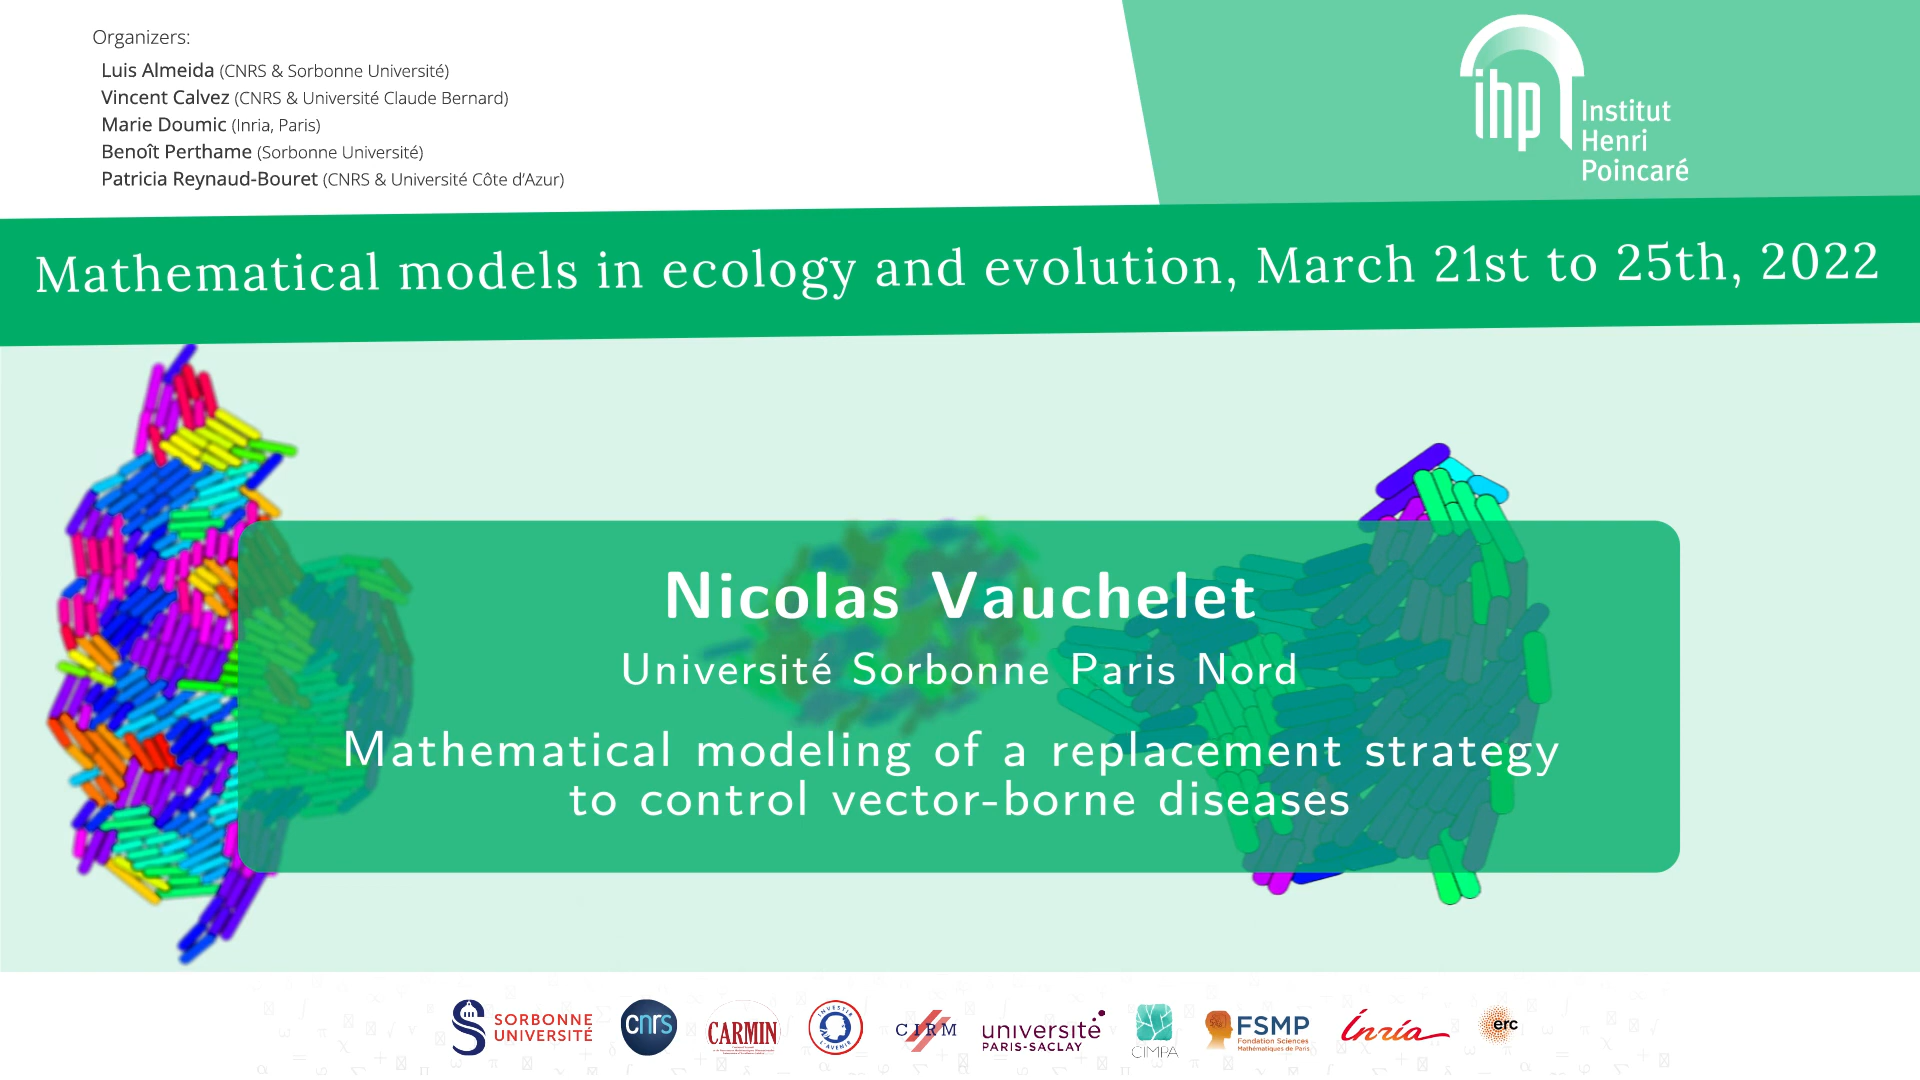 Organizers:
Luis Almeida (CNRS & Sorbonne Université)
Vincent Calvez (CNRS & Université Claude Bernard)
Marie Doumic (Inria, Paris)
Benoît Perthame (Sorbonne Université)
Patricia Reynaud-Bouret (CNRS & Université Côte d'Azur)
ihp Institut
Henri
Poincaré
Mathematical models in ecology and evolution, March 21st to 25th, 2022
Nicolas Vauchelet
Université Sorbonne Paris Nord
Mathematical modeling of a replacement strategy
to control vector-borne diseases
SORBONNE
UNIVERSITÉ
cnrs
CARMIN
INVESTIR
L'AVENIR
CIRM
université
PARIS-SACLAY
CIMPA
FSMP
Fondation Sciences
Mathématiques de Paris
Inria
erc